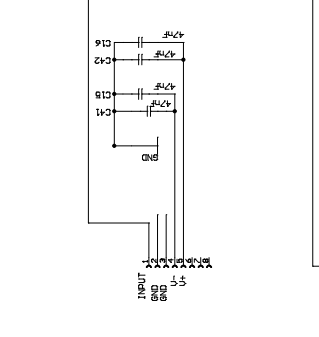 C16
47nF
C42
47nF
C15
47nF
C41
47nF
GND
1
2
3
4
5
6
7
8
INPUT
GND
GND
V-
V+